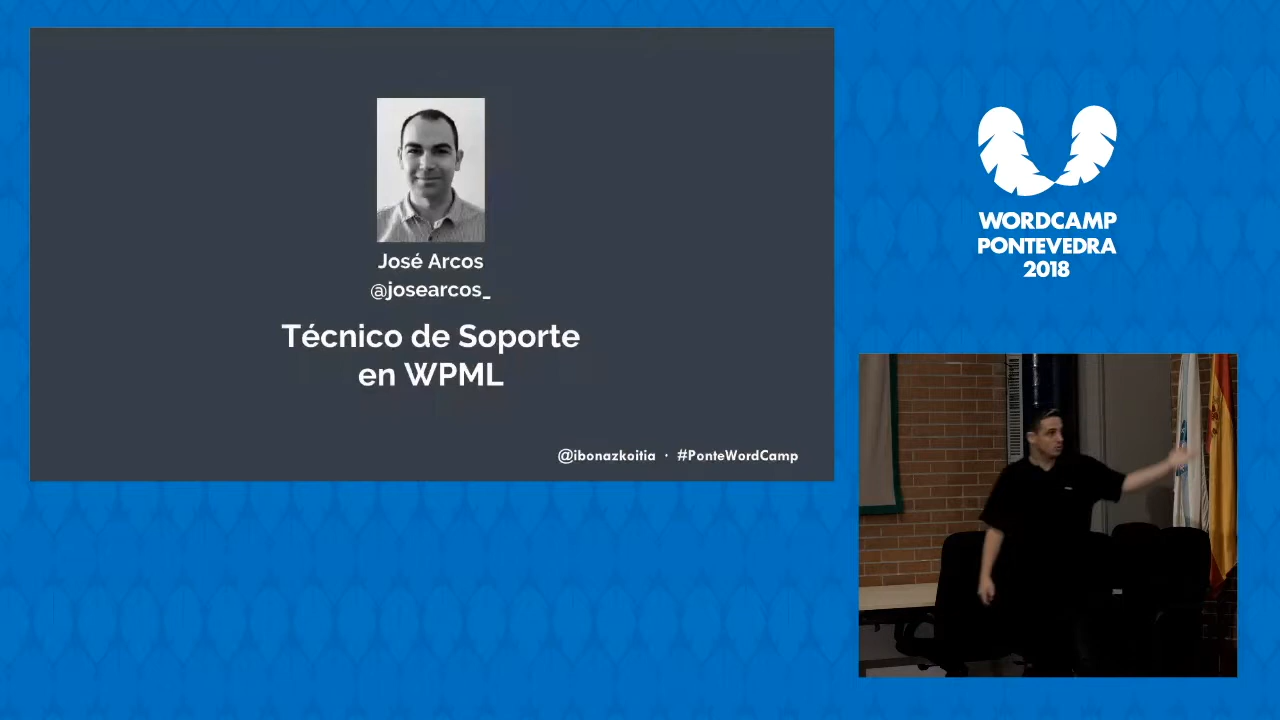 José Arcos
@josearcos_
Técnico de Soporte
en WPML
@ibonazkoitia · #PonteWordCamp
WORDCAMP
PONTEVEDRA
2018